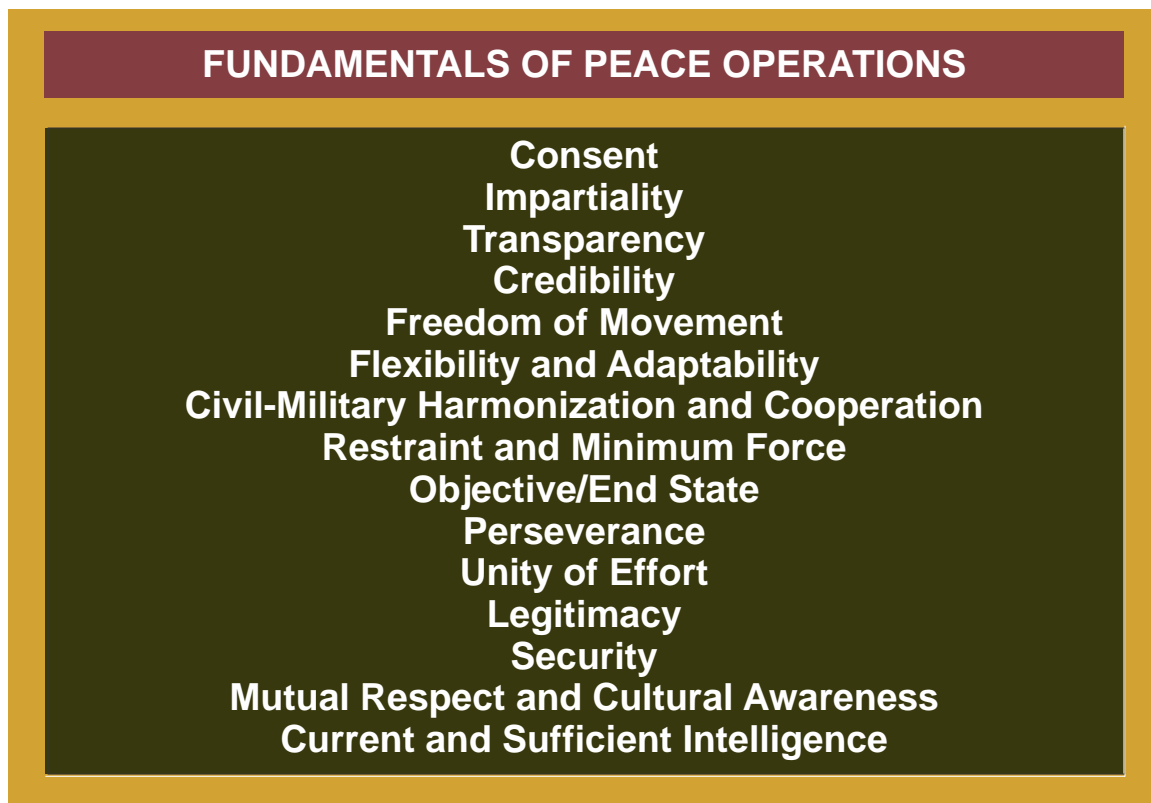 FUNDAMENTALS OF PEACE OPERATIONS
Consent
Impartiality
Transparency
Credibility
Freedom of Movement
Flexibility and Adaptability
Civil-Military Harmonization and Cooperation
Restraint and Minimum Force
Objective/End State
Perseverance
Unity of Effort
Legitimacy
Security
Mutual Respect and Cultural Awareness
Current and Sufficient Intelligence